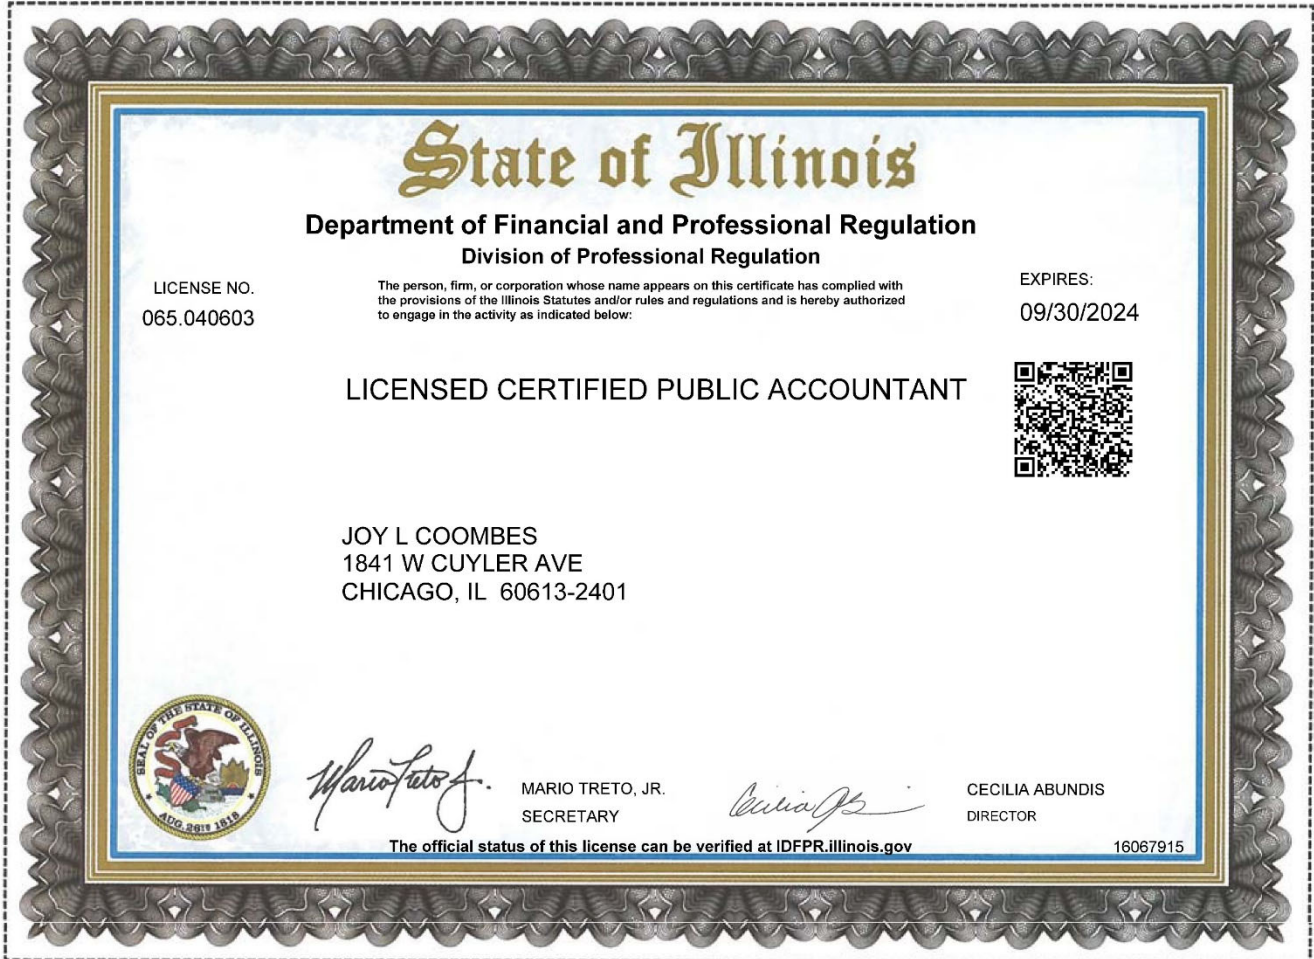 State of Illinois
Department of Financial and Professional Regulation
Division of Professional Regulation
LICENSE NO.
065.040603
The person, firm, or corporation whose name appears on this certificate has complied with
the provisions of the Illinois Statutes and/or rules and regulations and is hereby authorized
to engage in the activity as indicated below:
EXPIRES:
09/30/2024
LICENSED CERTIFIED PUBLIC ACCOUNTANT
JOY L COOMBES
1841 W CUYLER AVE
CHICAGO, IL 60613-2401
SEAL OF THE STATE OF ILLINOIS
AUG. 26TH 1818
Mario Treto Jr.
MARIO TRETO, JR.
SECRETARY
CECILIA ABUNDIS
DIRECTOR
The official status of this license can be verified at IDFPR.illinois.gov
16067915